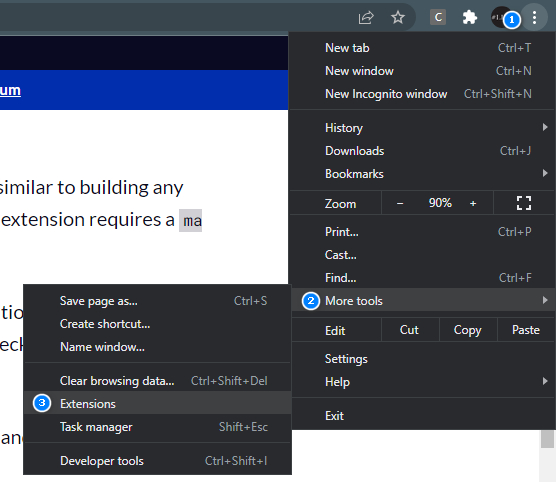 C 1
New tab Ctrl+T
um
New window Ctrl+N
New Incognito window Ctrl+Shift+N
History
Downloads Ctrl+J
Bookmarks
similar to building any
Zoom − 90% +
extension requires a ma
Print... Ctrl+P
Cast...
Find... Ctrl+F
2 More tools
Edit Cut Copy Paste
Settings
Help
Exit
Save page as... Ctrl+S
tio
Create shortcut...
eck
Name window...
Clear browsing data... Ctrl+Shift+Del
3 Extensions
Task manager Shift+Esc
and
Developer tools Ctrl+Shift+I